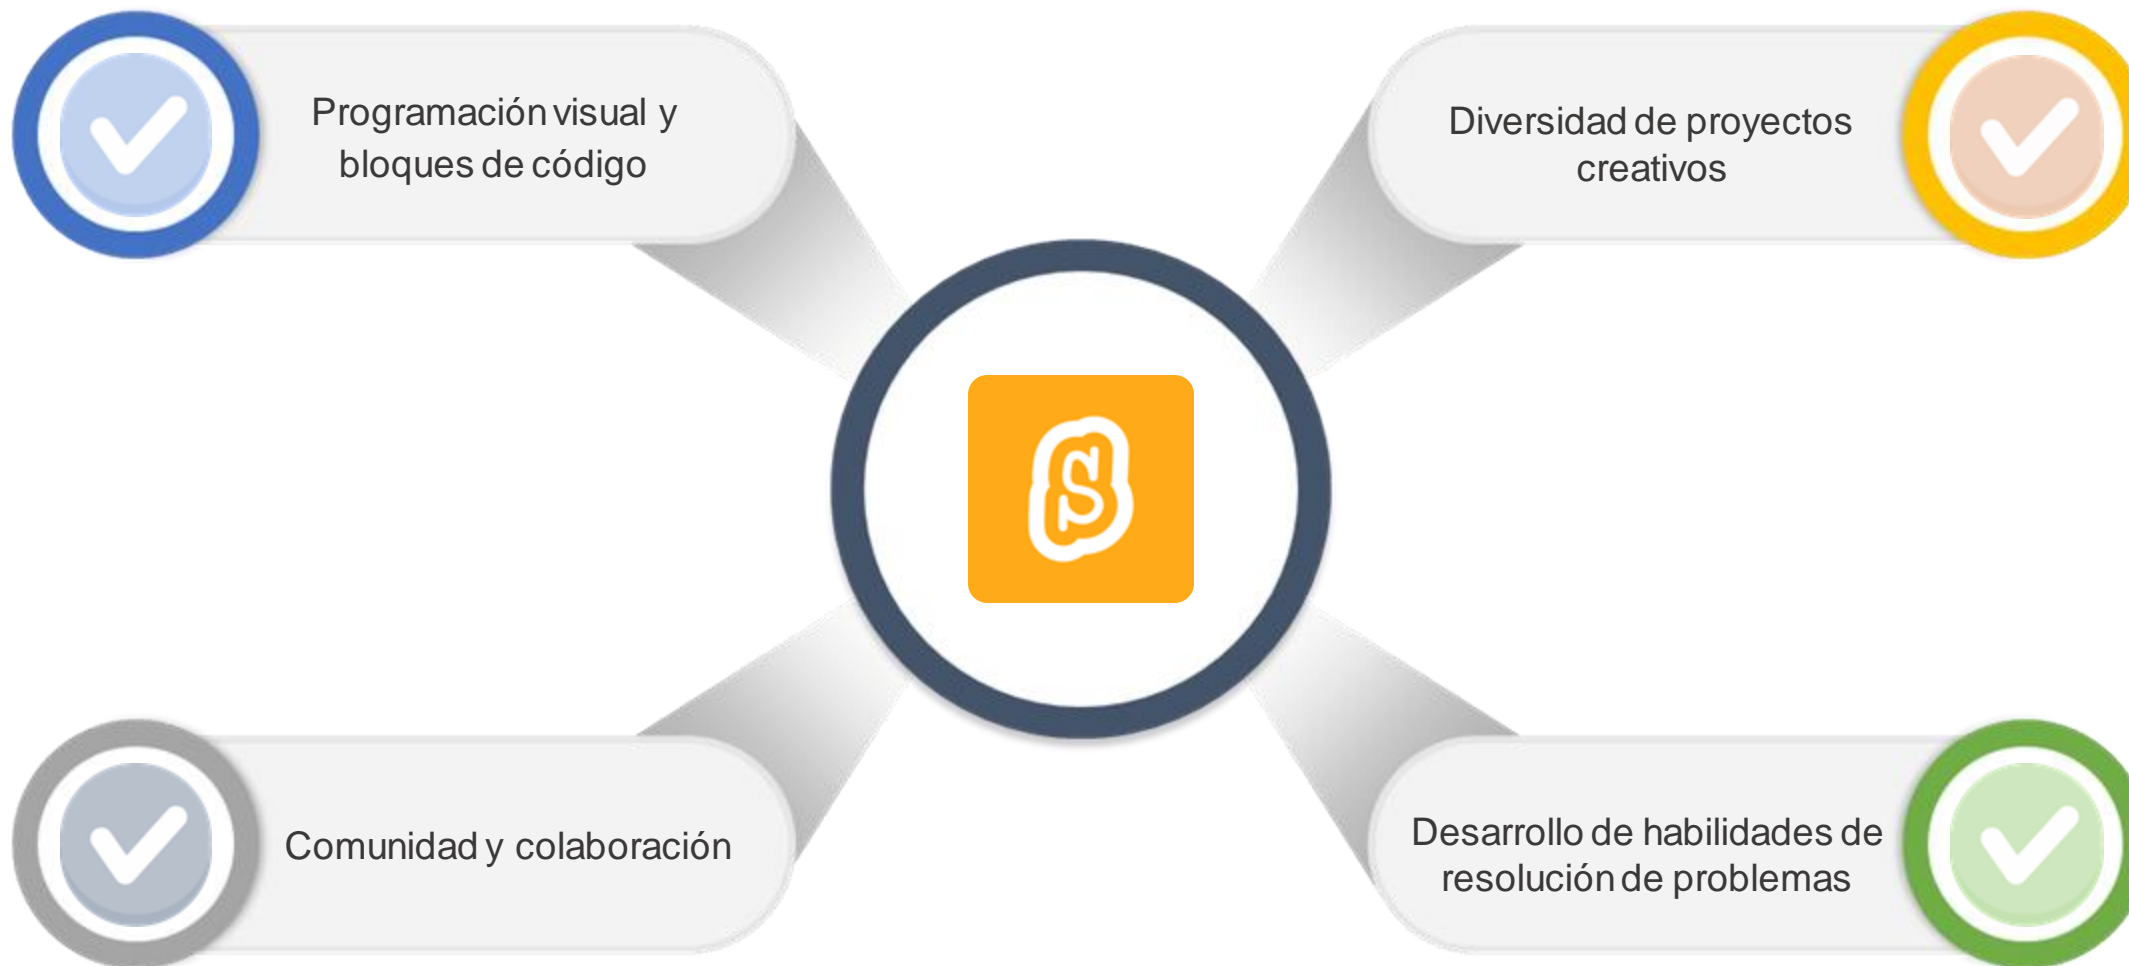 Programación visual y
bloques de código
Diversidad de proyectos
creativos
S
Comunidad y colaboración
Desarrollo de habilidades de
resolución de problemas